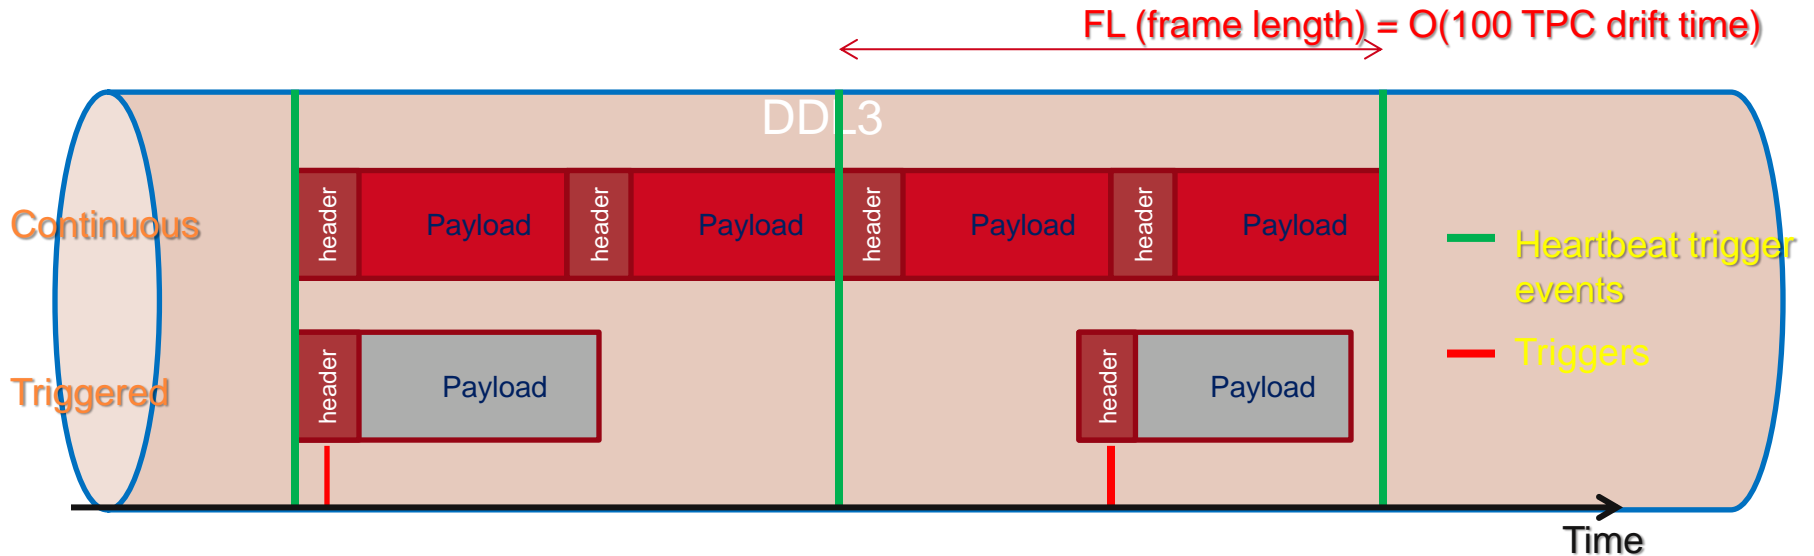 FL (frame length) = O(100 TPC drift time)
DDL3
Continuous
header Payload header Payload header Payload header Payload
Heartbeat trigger
events
Triggered
header Payload header Payload
Triggers
Time